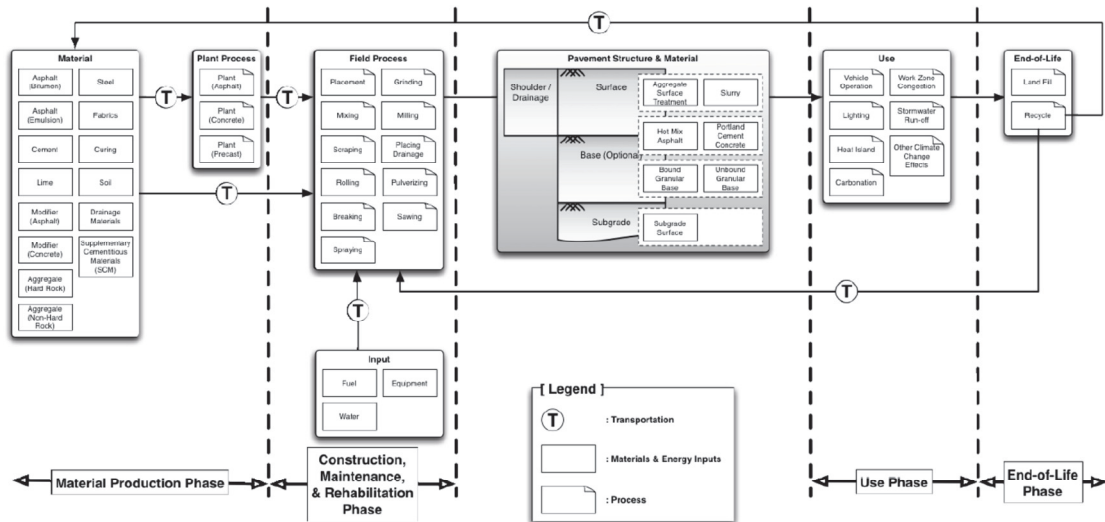 T
Material
Plant Process
Field Process
Pavement Structure & Material
Use
End-of-Life
Asphalt
(Bitumen)
Steel
Asphalt
(Emulsion)
Fabrics
Cement
Curing
Lime
Soil
Modifier
(Asphalt)
Drainage
Materials
Modifier
(Concrete)
Supplementary
Cementitious
Materials
(SCM)
Aggregate
(Hard Rock)
Aggregate
(Non-Hard
Rock)
T
Plant
(Asphalt)
Plant
(Concrete)
Plant
(Precast)
T
T
Placement
Grinding
Mixing
Milling
Scraping
Placing
Drainage
Rolling
Pulverizing
Breaking
Sawing
Spraying
Shoulder /
Drainage
Surface
Aggregate
Surface
Treatment
Slurry
Hot Mix
Asphalt
Portland
Cement
Concrete
Base (Optional
Bound
Granular
Base
Unbound
Granular
Base
Subgrade
Subgrade
Surface
Vehicle
Operation
Work Zone
Congestion
Lighting
Stormwater
Run-off
Heat Island
Other Climate
Change
Effects
Carbonation
Land Fill
Recycle
T
T
Input
Fuel
Equipment
Water
[ Legend ]
T
: Transportation
: Materials & Energy Inputs
: Process
Material Production Phase
Construction,
Maintenance,
& Rehabilitation
Phase
Use Phase
End-of-Life
Phase